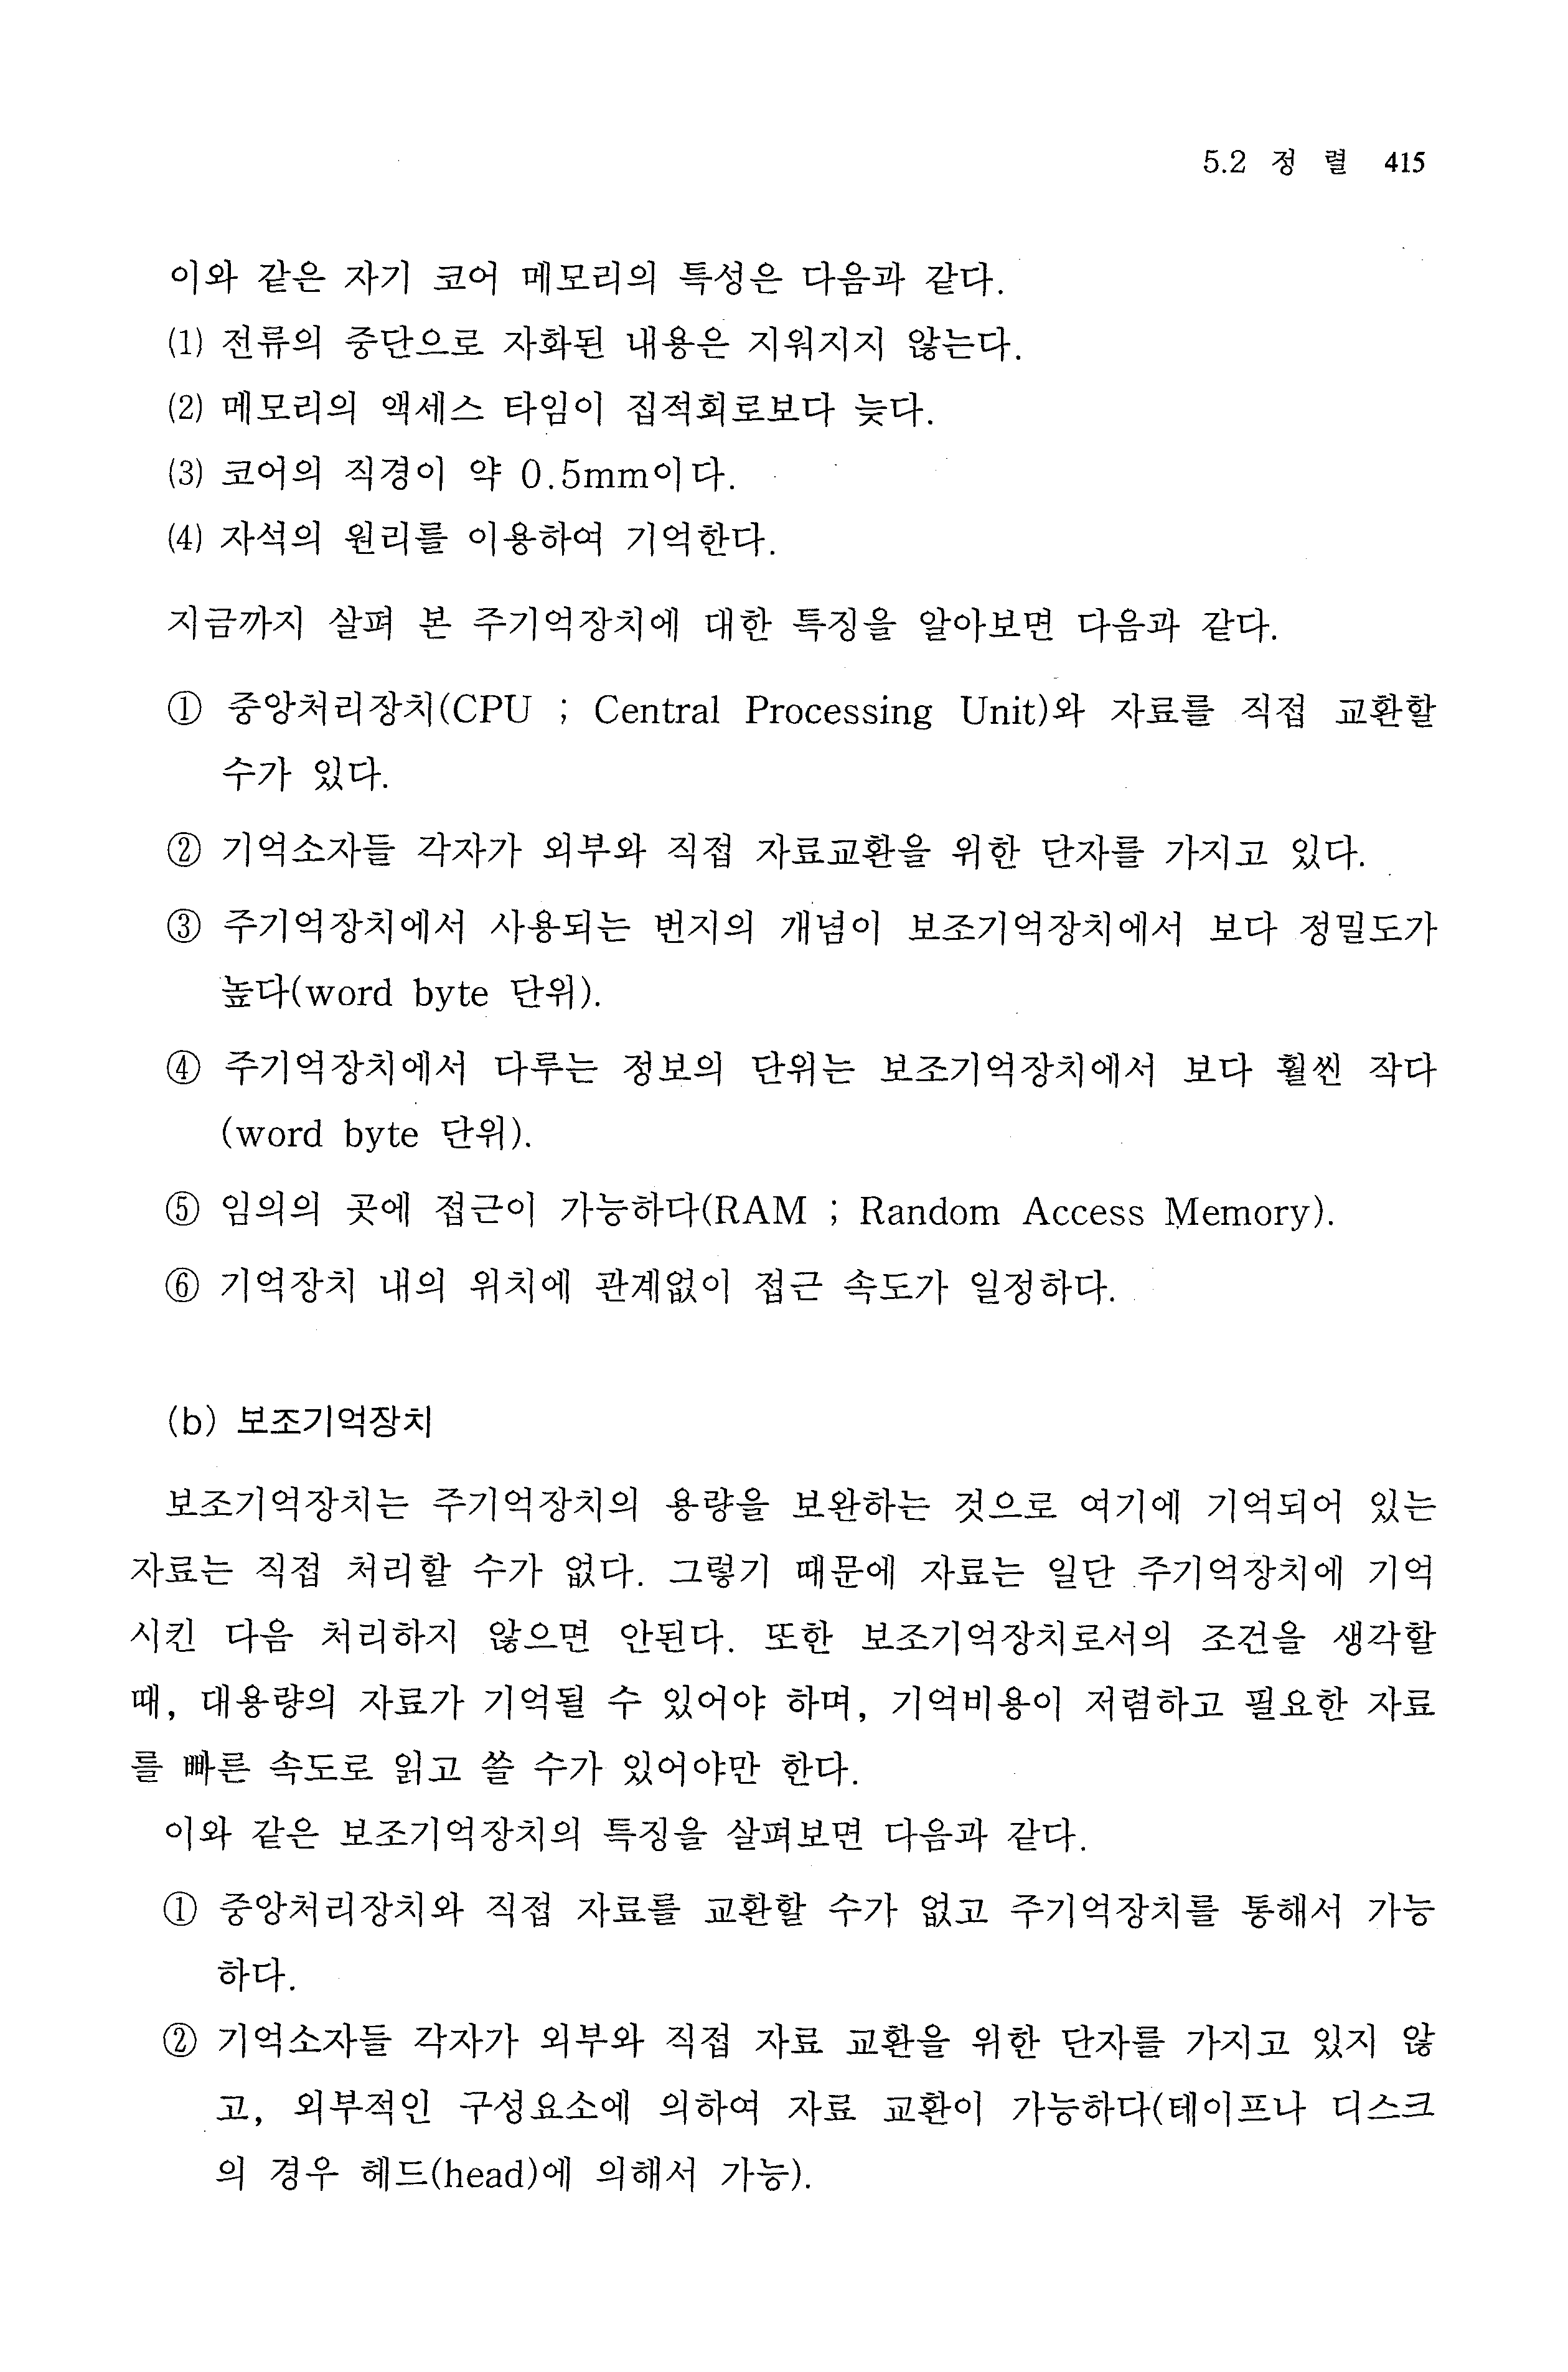 5.2 정 렬 415
이와 같은 자기 코어 메모리의 특성은 다음과 같다.
(1) 전류의 중단으로 자화된 내용은 지워지지 않는다.
(2) 메모리의 액세스 타임이 집적회로보다 늦다.
(3) 코어의 직경이 약 0.5mm이다.
(4) 자석의 원리를 이용하여 기억한다.
지금까지 살펴 본 주기억장치에 대한 특징을 알아보면 다음과 같다.
① 중앙처리장치(CPU ; Central Processing Unit)와 자료를 직접 교환할
수가 있다.
② 기억소자들 각자가 외부와 직접 자료교환을 위한 단자를 가지고 있다.
③ 주기억장치에서 사용되는 번지의 개념이 보조기억장치에서 보다 정밀도가
높다(word byte 단위).
④ 주기억장치에서 다루는 정보의 단위는 보조기억장치에서 보다 훨씬 작다
(word byte 단위).
⑤ 임의의 곳에 접근이 가능하다(RAM ; Random Access Memory).
⑥ 기억장치 내의 위치에 관계없이 접근 속도가 일정하다.
(b) 보조기억장치
보조기억장치는 주기억장치의 용량을 보완하는 것으로 여기에 기억되어 있는
자료는 직접 처리할 수가 없다. 그렇기 때문에 자료는 일단 주기억장치에 기억
시킨 다음 처리하지 않으면 안된다. 또한 보조기억장치로서의 조건을 생각할
때, 대용량의 자료가 기억될 수 있어야 하며, 기억비용이 저렴하고 필요한 자료
를 빠른 속도로 읽고 쓸 수가 있어야만 한다.
이와 같은 보조기억장치의 특징을 살펴보면 다음과 같다.
① 중앙처리장치와 직접 자료를 교환할 수가 없고 주기억장치를 통해서 가능
하다.
② 기억소자들 각자가 외부와 직접 자료 교환을 위한 단자를 가지고 있지 않
고, 외부적인 구성요소에 의하여 자료 교환이 가능하다(테이프나 디스크
의 경우 헤드(head)에 의해서 가능).